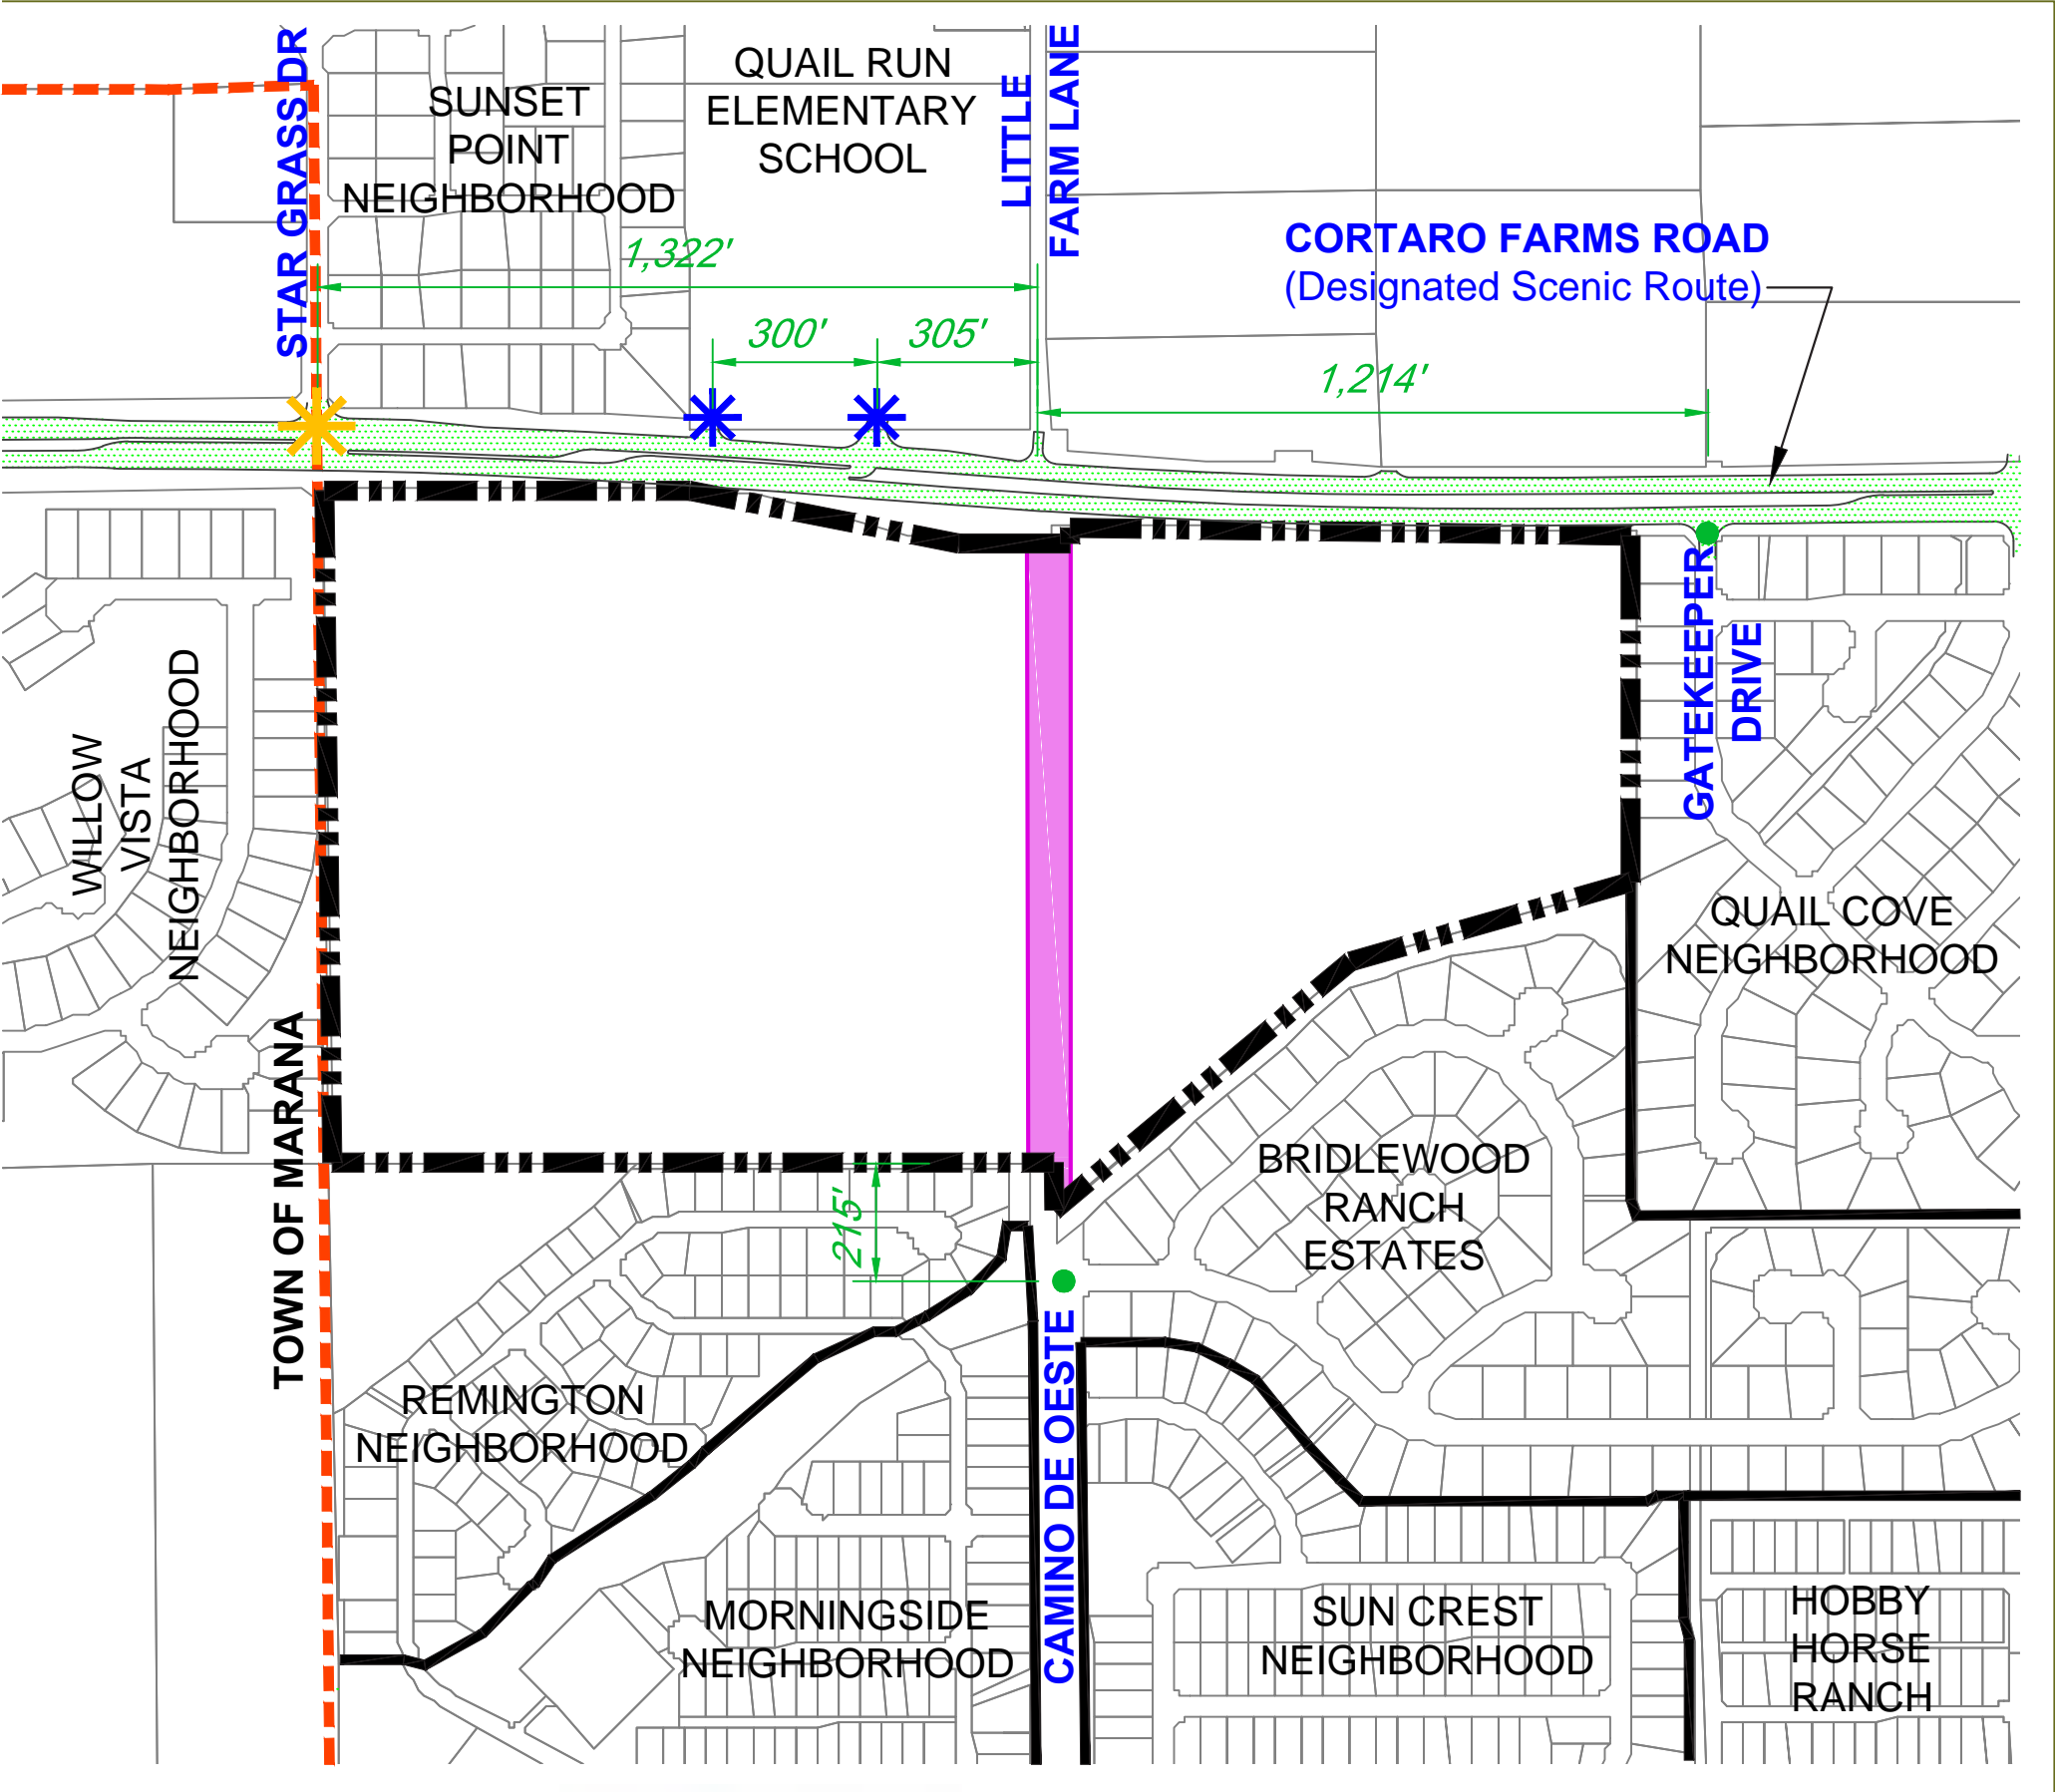 STAR GRASS DR
SUNSET
POINT
NEIGHBORHOOD
QUAIL RUN
ELEMENTARY
SCHOOL
LITTLE
FARM LANE
CORTARO FARMS ROAD
(Designated Scenic Route)
1,322'
300'
305'
1,214'
WILLOW
VISTA
NEIGHBORHOOD
GATEKEEPER
DRIVE
QUAIL COVE
NEIGHBORHOOD
TOWN OF MARANA
215'
BRIDLEWOOD
RANCH
ESTATES
REMINGTON
NEIGHBORHOOD
CAMINO DE OESTE
MORNINGSIDE
NEIGHBORHOOD
SUN CREST
NEIGHBORHOOD
HOBBY
HORSE
RANCH